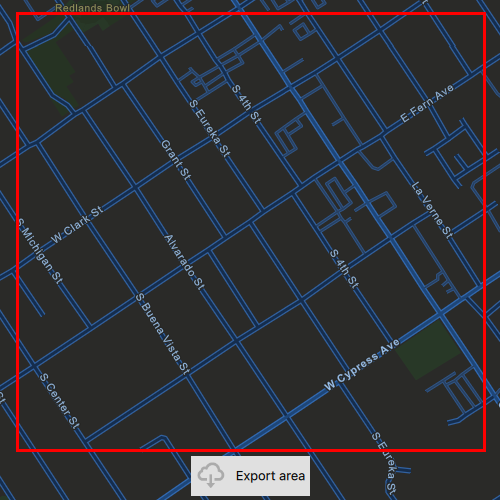 Redlands Bowl
E Fern Ave
S 4th St
S Eureka St
Grant St
La Verne St
W Clark St
S Michigan St
Alvarado St
S 4th St
S Buena Vista St
W Cypress Ave
S Center St
S Eureka St
Export area